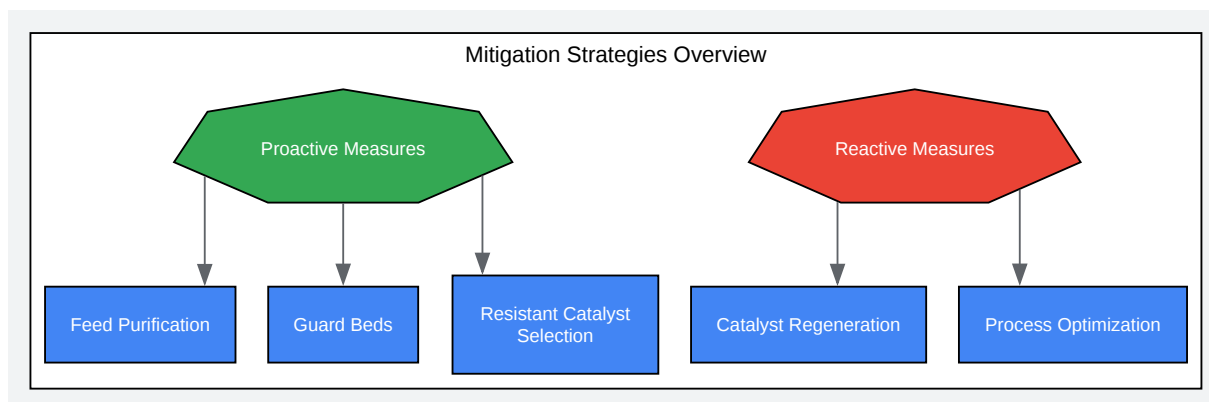 Mitigation Strategies Overview
Proactive Measures
Reactive Measures
Feed Purification
Guard Beds
Resistant Catalyst
Selection
Catalyst Regeneration
Process Optimization